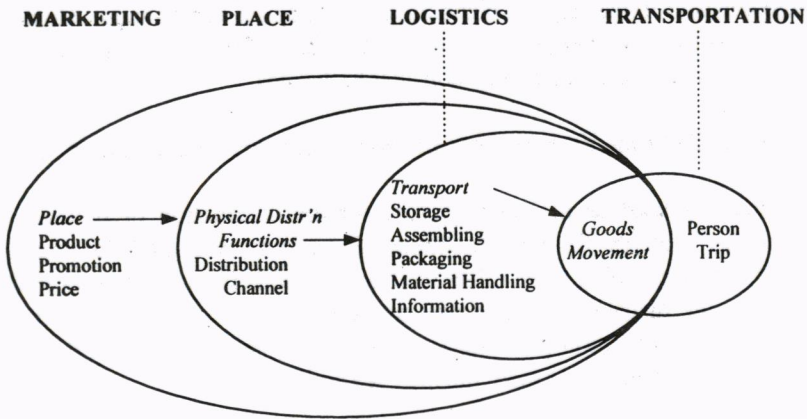 MARKETING PLACE LOGISTICS TRANSPORTATION
Place
Product
Promotion
Price
Physical Distr'n
Functions
Distribution
Channel
Transport
Storage
Assembling
Packaging
Material Handling
Information
Goods
Movement
Person
Trip